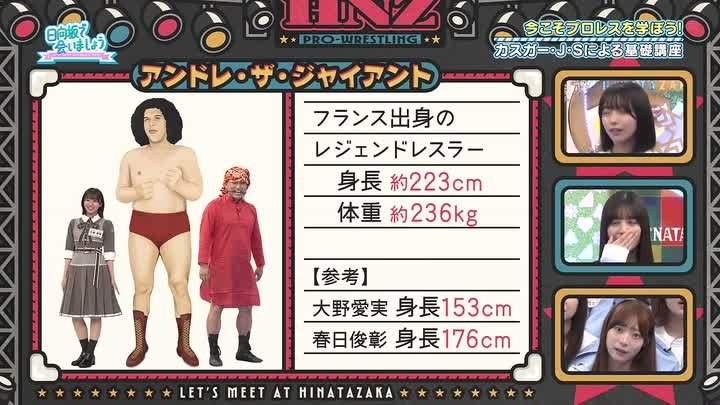 日向坂で
会いましょう
HNZ
PRO-WRESTLING
今こそプロレスを学ぼう!
カスガー・J・Sによる基礎講座
アンドレ・ザ・ジャイアント
フランス出身の
レジェンドレスラー
身長 約223cm
体重 約236kg
【参考】
大野愛実 身長153cm
春日俊彰 身長176cm
HINATAZAKA
LET'S MEET AT HINATAZAKA